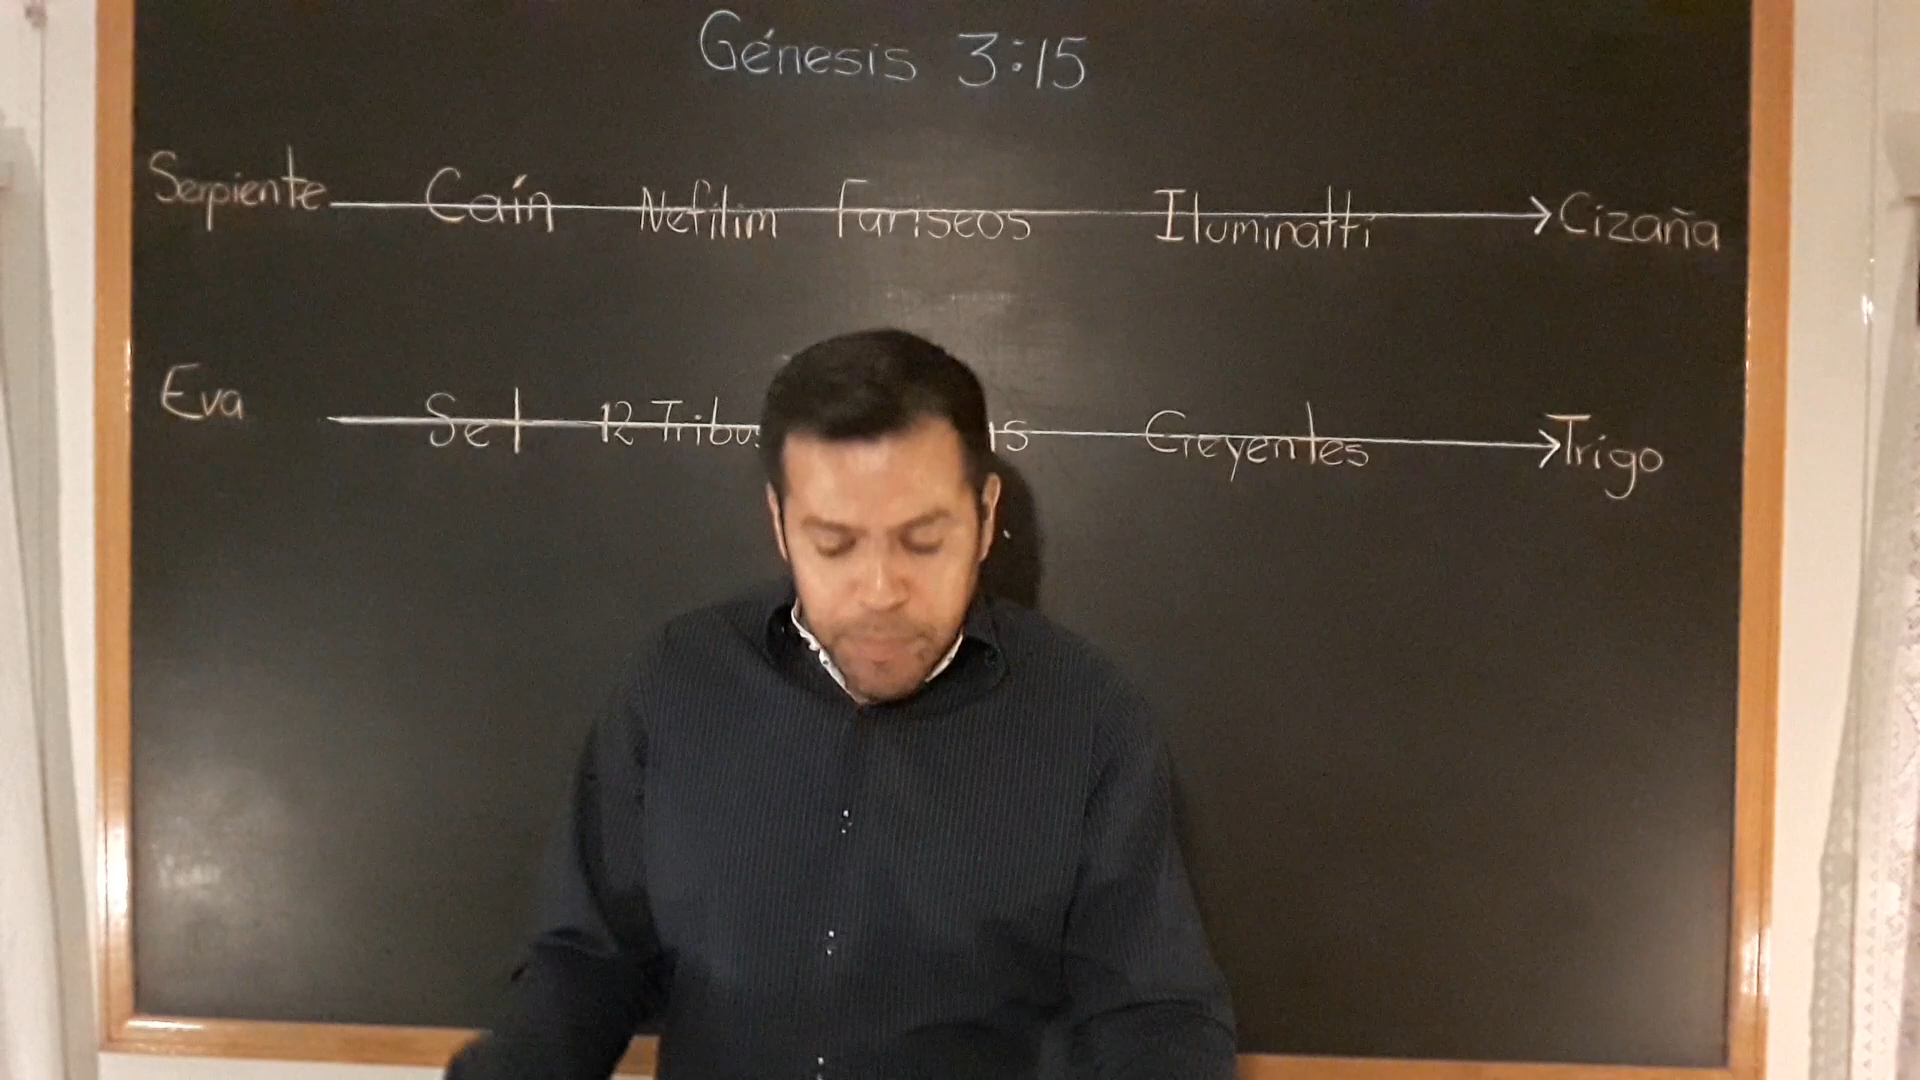 Génesis 3:15
Serpiente Caín Nefilim Fariseos Iluminatti Cizaña
Eva Set 12 Tribus Creyentes Trigo